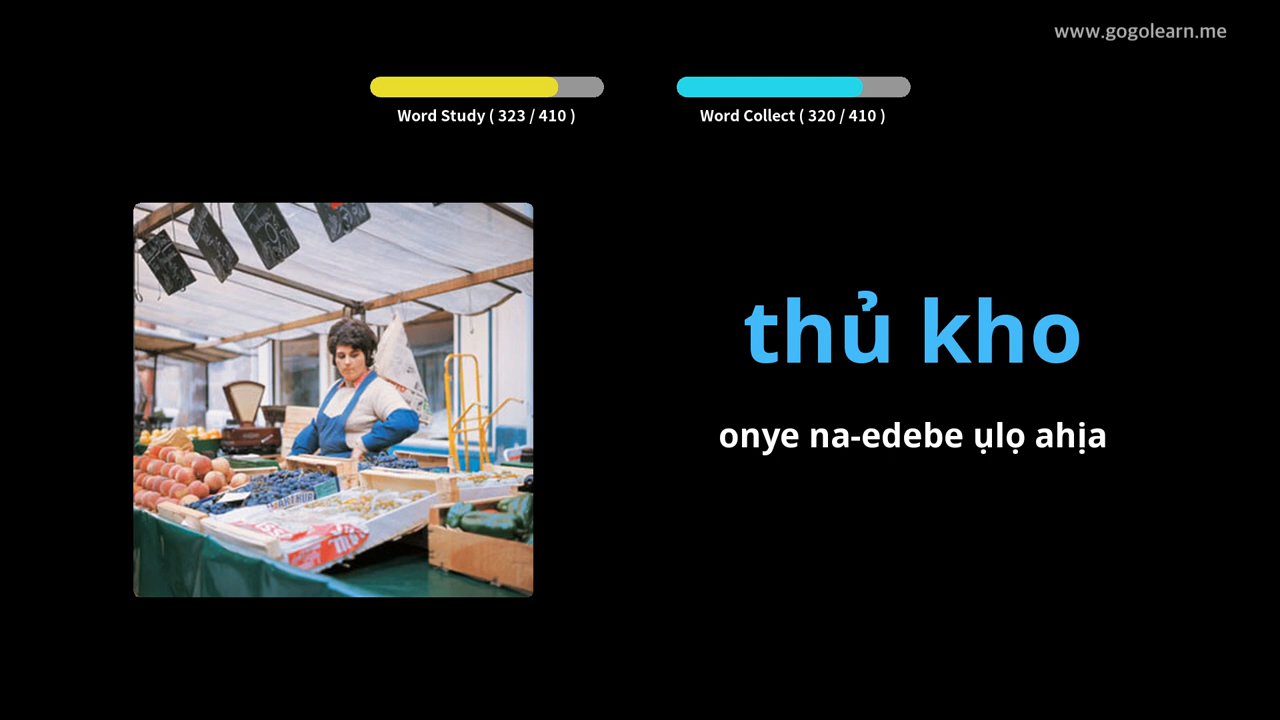 www.gogolearn.me
Word Study ( 323 / 410 )
Word Collect ( 320 / 410 )
thủ kho
onye na-edebe ụlọ ahịa